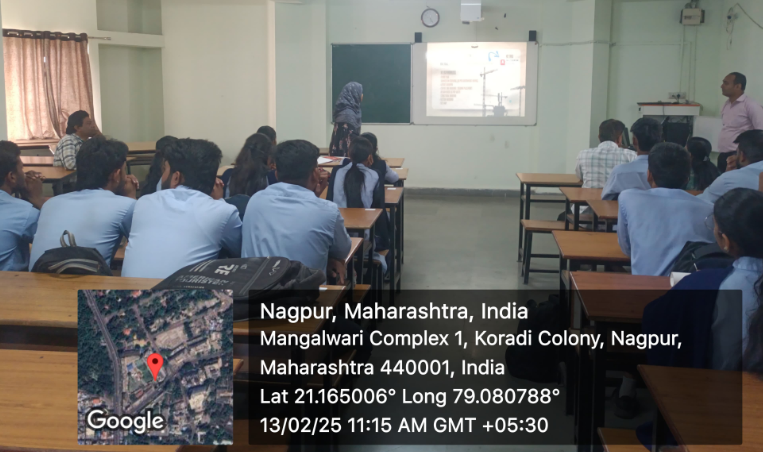 Nagpur, Maharashtra, India
Mangalwari Complex 1, Koradi Colony, Nagpur,
Maharashtra 440001, India
Lat 21.165006° Long 79.080788°
13/02/25 11:15 AM GMT +05:30
Google